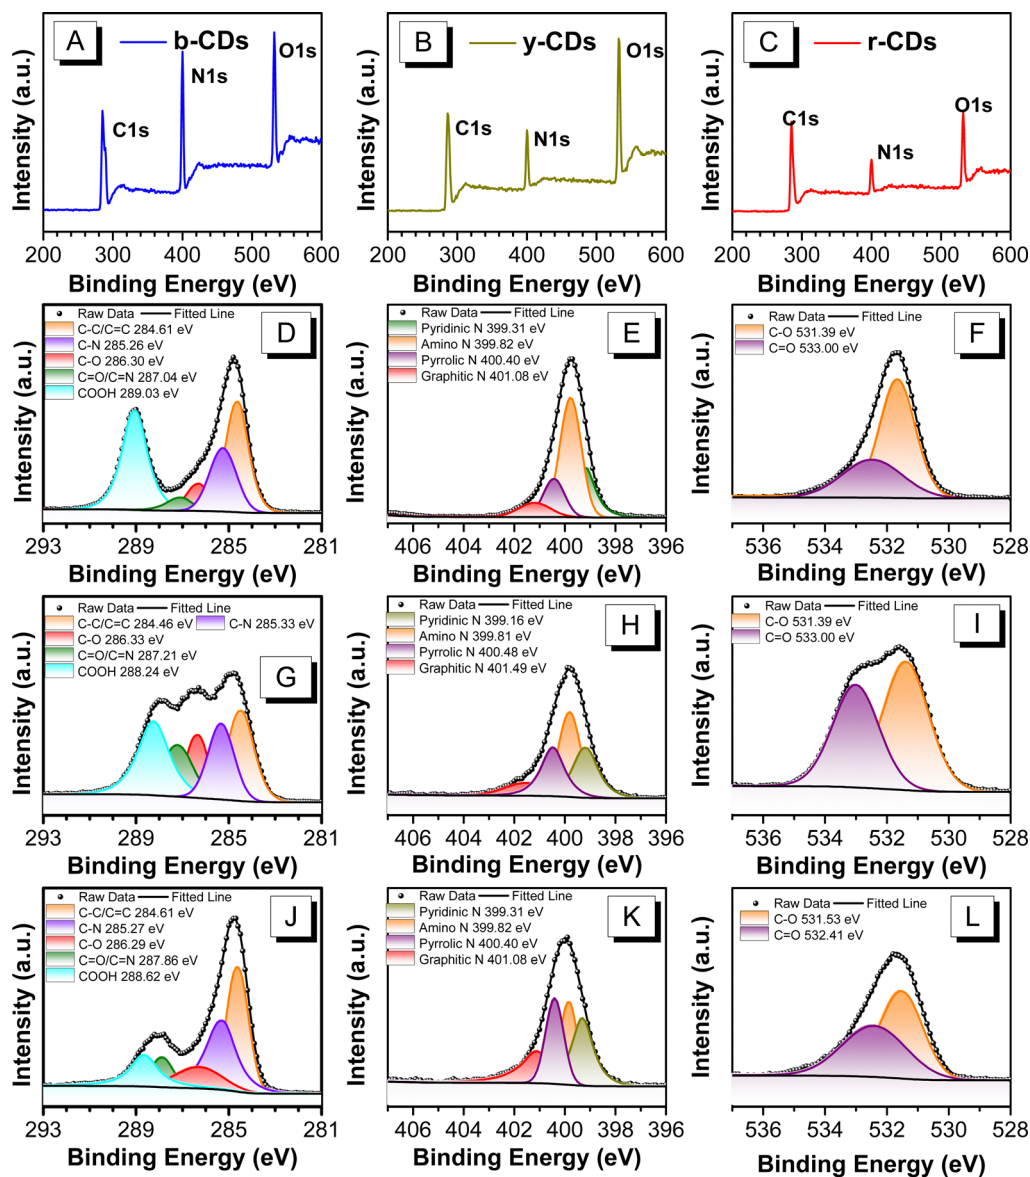 A
b-CDs
O1s
N1s
C1s
Intensity (a.u.)
200 300 400 500 600
Binding Energy (eV)
B
y-CDs
O1s
C1s
N1s
Intensity (a.u.)
200 300 400 500 600
Binding Energy (eV)
C
r-CDs
C1s
O1s
N1s
Intensity (a.u.)
200 300 400 500 600
Binding Energy (eV)
Raw Data Fitted Line
C-C/C=C 284.61 eV
C-N 285.26 eV
C-O 286.30 eV
C=O/C=N 287.04 eV
COOH 289.03 eV
D
Intensity (a.u.)
293 289 285 281
Binding Energy (eV)
Raw Data Fitted Line
Pyridinic N 399.31 eV
Amino N 399.82 eV
Pyrrolic N 400.40 eV
Graphitic N 401.08 eV
E
Intensity (a.u.)
406 404 402 400 398 396
Binding Energy (eV)
Raw Data Fitted Line
C-O 531.39 eV
C=O 533.00 eV
F
Intensity (a.u.)
536 534 532 530 528
Binding Energy (eV)
Raw Data Fitted Line
C-C/C=C 284.46 eV C-N 285.33 eV
C-O 286.33 eV
C=O/C=N 287.21 eV
COOH 288.24 eV
G
Intensity (a.u.)
293 289 285 281
Binding Energy (eV)
Raw Data Fitted Line
Pyridinic N 399.16 eV
Amino N 399.81 eV
Pyrrolic N 400.48 eV
Graphitic N 401.49 eV
H
Intensity (a.u.)
406 404 402 400 398 396
Binding Energy (eV)
Raw Data Fitted Line
C-O 531.39 eV
C=O 533.00 eV
I
Intensity (a.u.)
536 534 532 530 528
Binding Energy (eV)
Raw Data Fitted Line
C-C/C=C 284.61 eV
C-N 285.27 eV
C-O 286.29 eV
C=O/C=N 287.86 eV
COOH 288.62 eV
J
Intensity (a.u.)
293 289 285 281
Binding Energy (eV)
Raw Data Fitted Line
Pyridinic N 399.31 eV
Amino N 399.82 eV
Pyrrolic N 400.40 eV
Graphitic N 401.08 eV
K
Intensity (a.u.)
406 404 402 400 398 396
Binding Energy (eV)
Raw Data Fitted Line
C-O 531.53 eV
C=O 532.41 eV
L
Intensity (a.u.)
536 534 532 530 528
Binding Energy (eV)